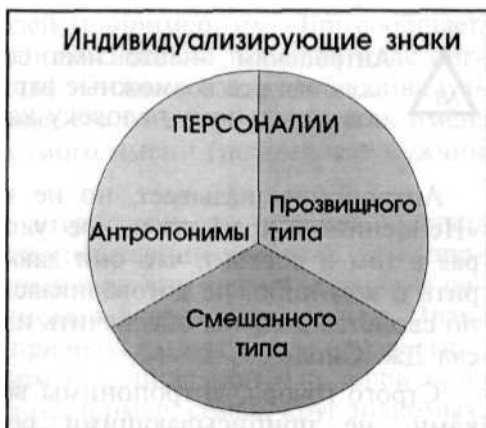 Индивидуализирующие знаки
ПЕРСОНАЛИИ
Прозвищного
типа
Антропонимы
Смешанного
типа